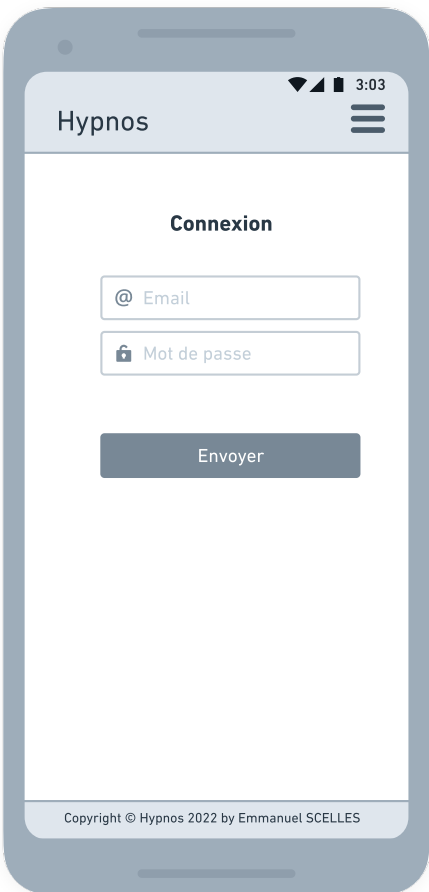 3:03
Hypnos
Connexion
@ Email
Mot de passe
Envoyer
Copyright © Hypnos 2022 by Emmanuel SCELLES